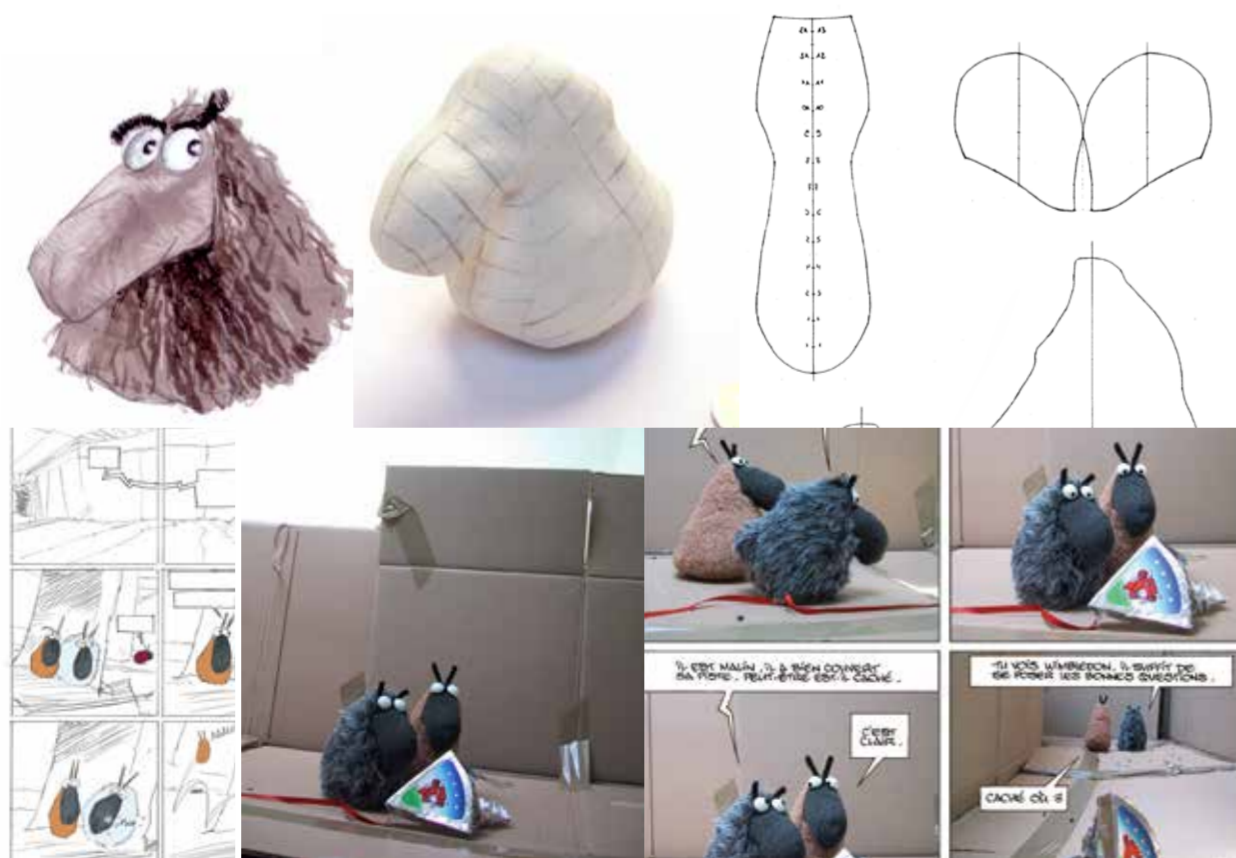 IL EST MALIN, IL A BIEN COUVERT
SA PISTE. PEUT-ÊTRE EST-IL CACHÉ.
C'EST
CLAIR.
TU VOIS WIMBLEDON, IL SUFFIT DE
SE POSER LES BONNES QUESTIONS.
CACHÉ OÙ ?